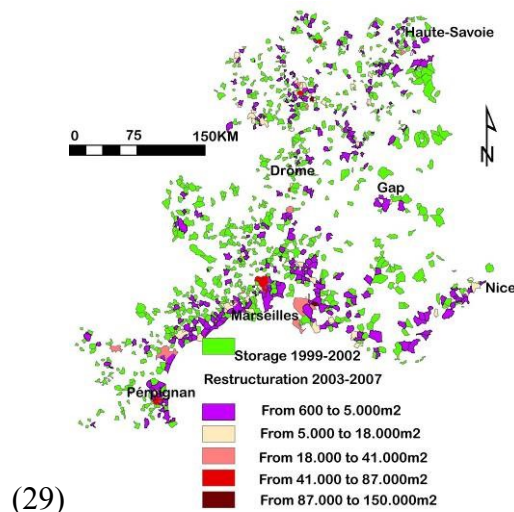 Haute-Savoie
0 75 150KM
N
Drôme
Gap
Nice
Marseilles
Storage 1999-2002
Restructuration 2003-2007
Pérpignan
From 600 to 5.000m2
From 5.000 to 18.000m2
From 18.000 to 41.000m2
From 41.000 to 87.000m2
From 87.000 to 150.000m2
(29)